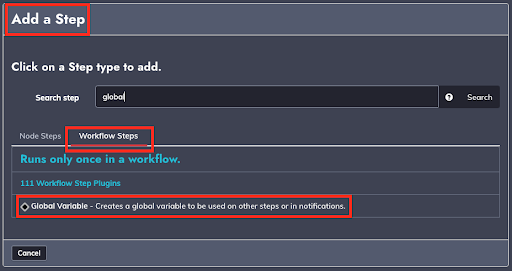 Add a Step
Click on a Step type to add.
Search step global Search
Node Steps Workflow Steps
Runs only once in a workflow.
111 Workflow Step Plugins
Global Variable - Creates a global variable to be used on other steps or in notifications.
Cancel